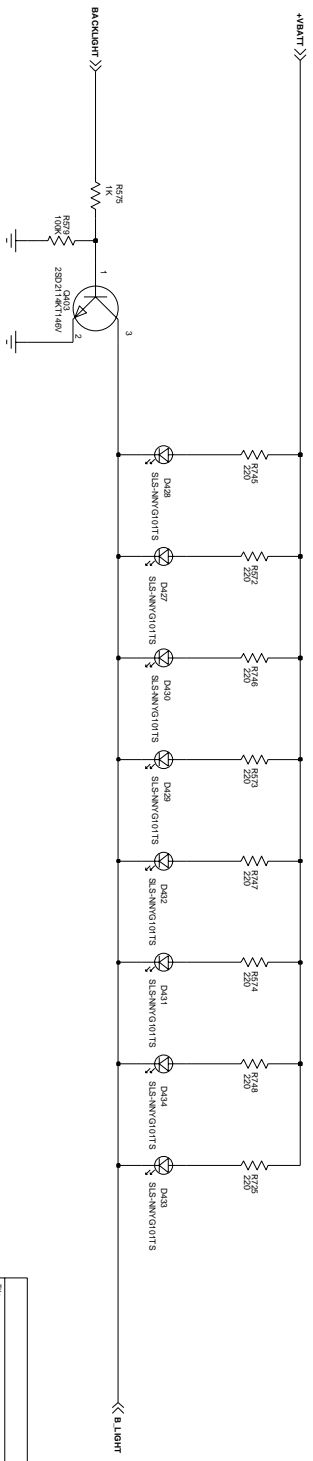 +VBATT
BACKLIGHT
R575
1K
R579
100K
1
2
3
Q403
2SD2114KT146V
R745
220
D428
SLS-NNYG101TS
R572
220
D427
SLS-NNYG101TS
R746
220
D430
SLS-NNYG101TS
R573
220
D429
SLS-NNYG101TS
R747
220
D432
SLS-NNYG101TS
R574
220
D431
SLS-NNYG101TS
R748
220
D434
SLS-NNYG101TS
R725
220
D433
SLS-NNYG101TS
B_LIGHT